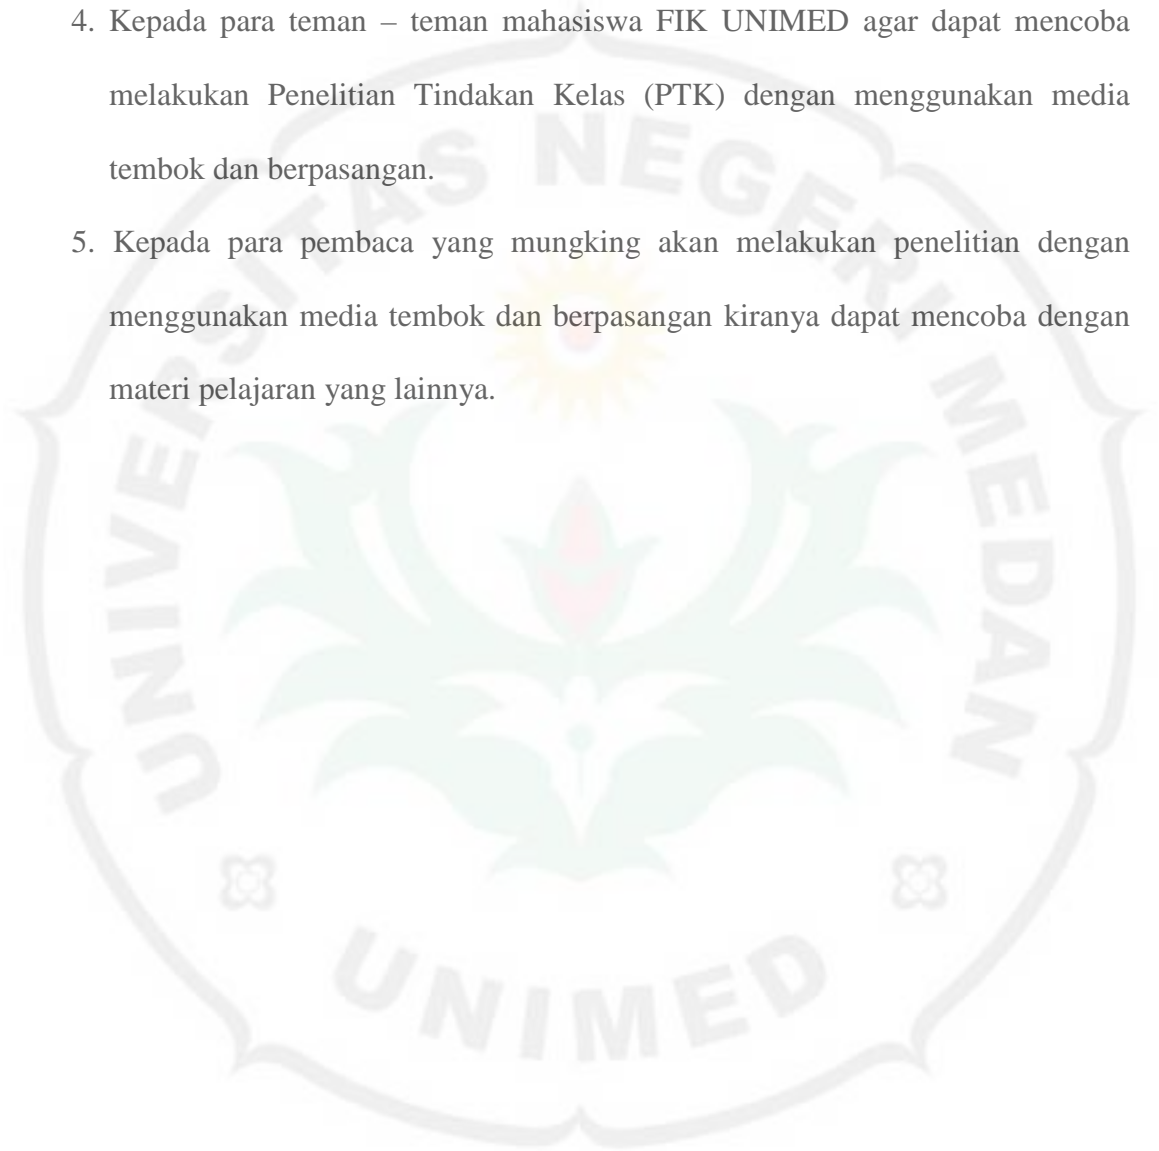 4. Kepada para teman – teman mahasiswa FIK UNIMED agar dapat mencoba
melakukan Penelitian Tindakan Kelas (PTK) dengan menggunakan media
tembok dan berpasangan.
5. Kepada para pembaca yang mungking akan melakukan penelitian dengan
menggunakan media tembok dan berpasangan kiranya dapat mencoba dengan
materi pelajaran yang lainnya.
UNIVERSITAS NEGERI MEDAN
UNIMED